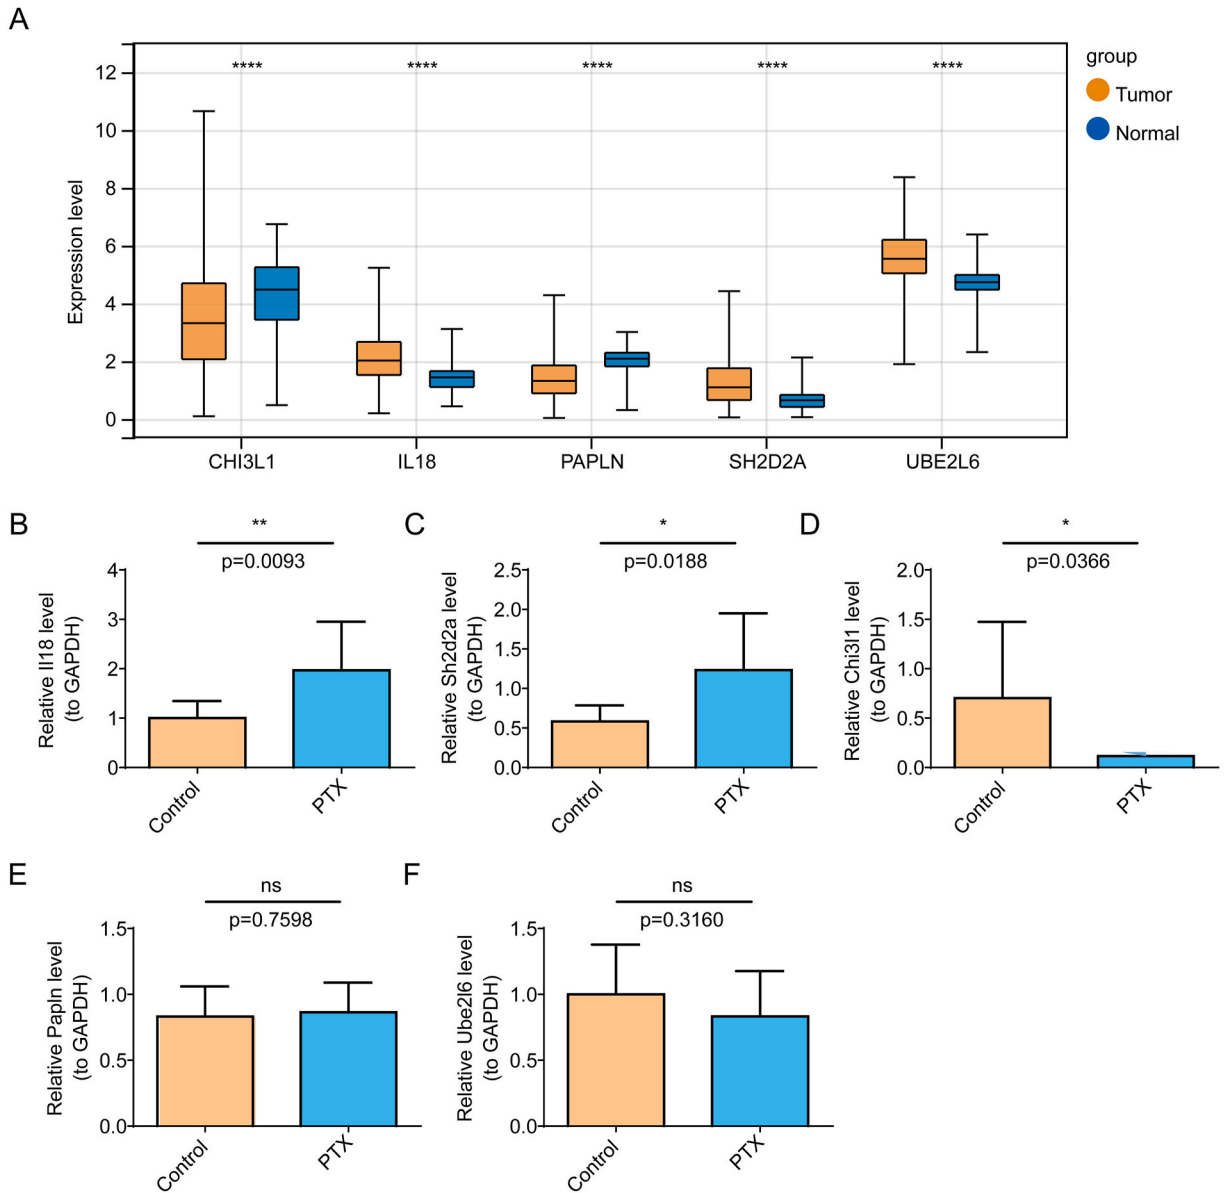 A
group
Tumor
Normal
**** **** **** **** ****
Expression level
12
10
8
6
4
2
0
CHI3L1 IL18 PAPLN SH2D2A UBE2L6
B
**
p=0.0093
Relative Il18 level
(to GAPDH)
4
3
2
1
0
Control PTX
C
*
p=0.0188
Relative Sh2d2a level
(to GAPDH)
2.5
2.0
1.5
1.0
0.5
0.0
Control PTX
D
*
p=0.0366
Relative Chi3l1 level
(to GAPDH)
2.0
1.5
1.0
0.5
0.0
Control PTX
E
ns
p=0.7598
Relative Papln level
(to GAPDH)
1.5
1.0
0.5
0.0
Control PTX
F
ns
p=0.3160
Relative Ube2l6 level
(to GAPDH)
1.5
1.0
0.5
0.0
Control PTX